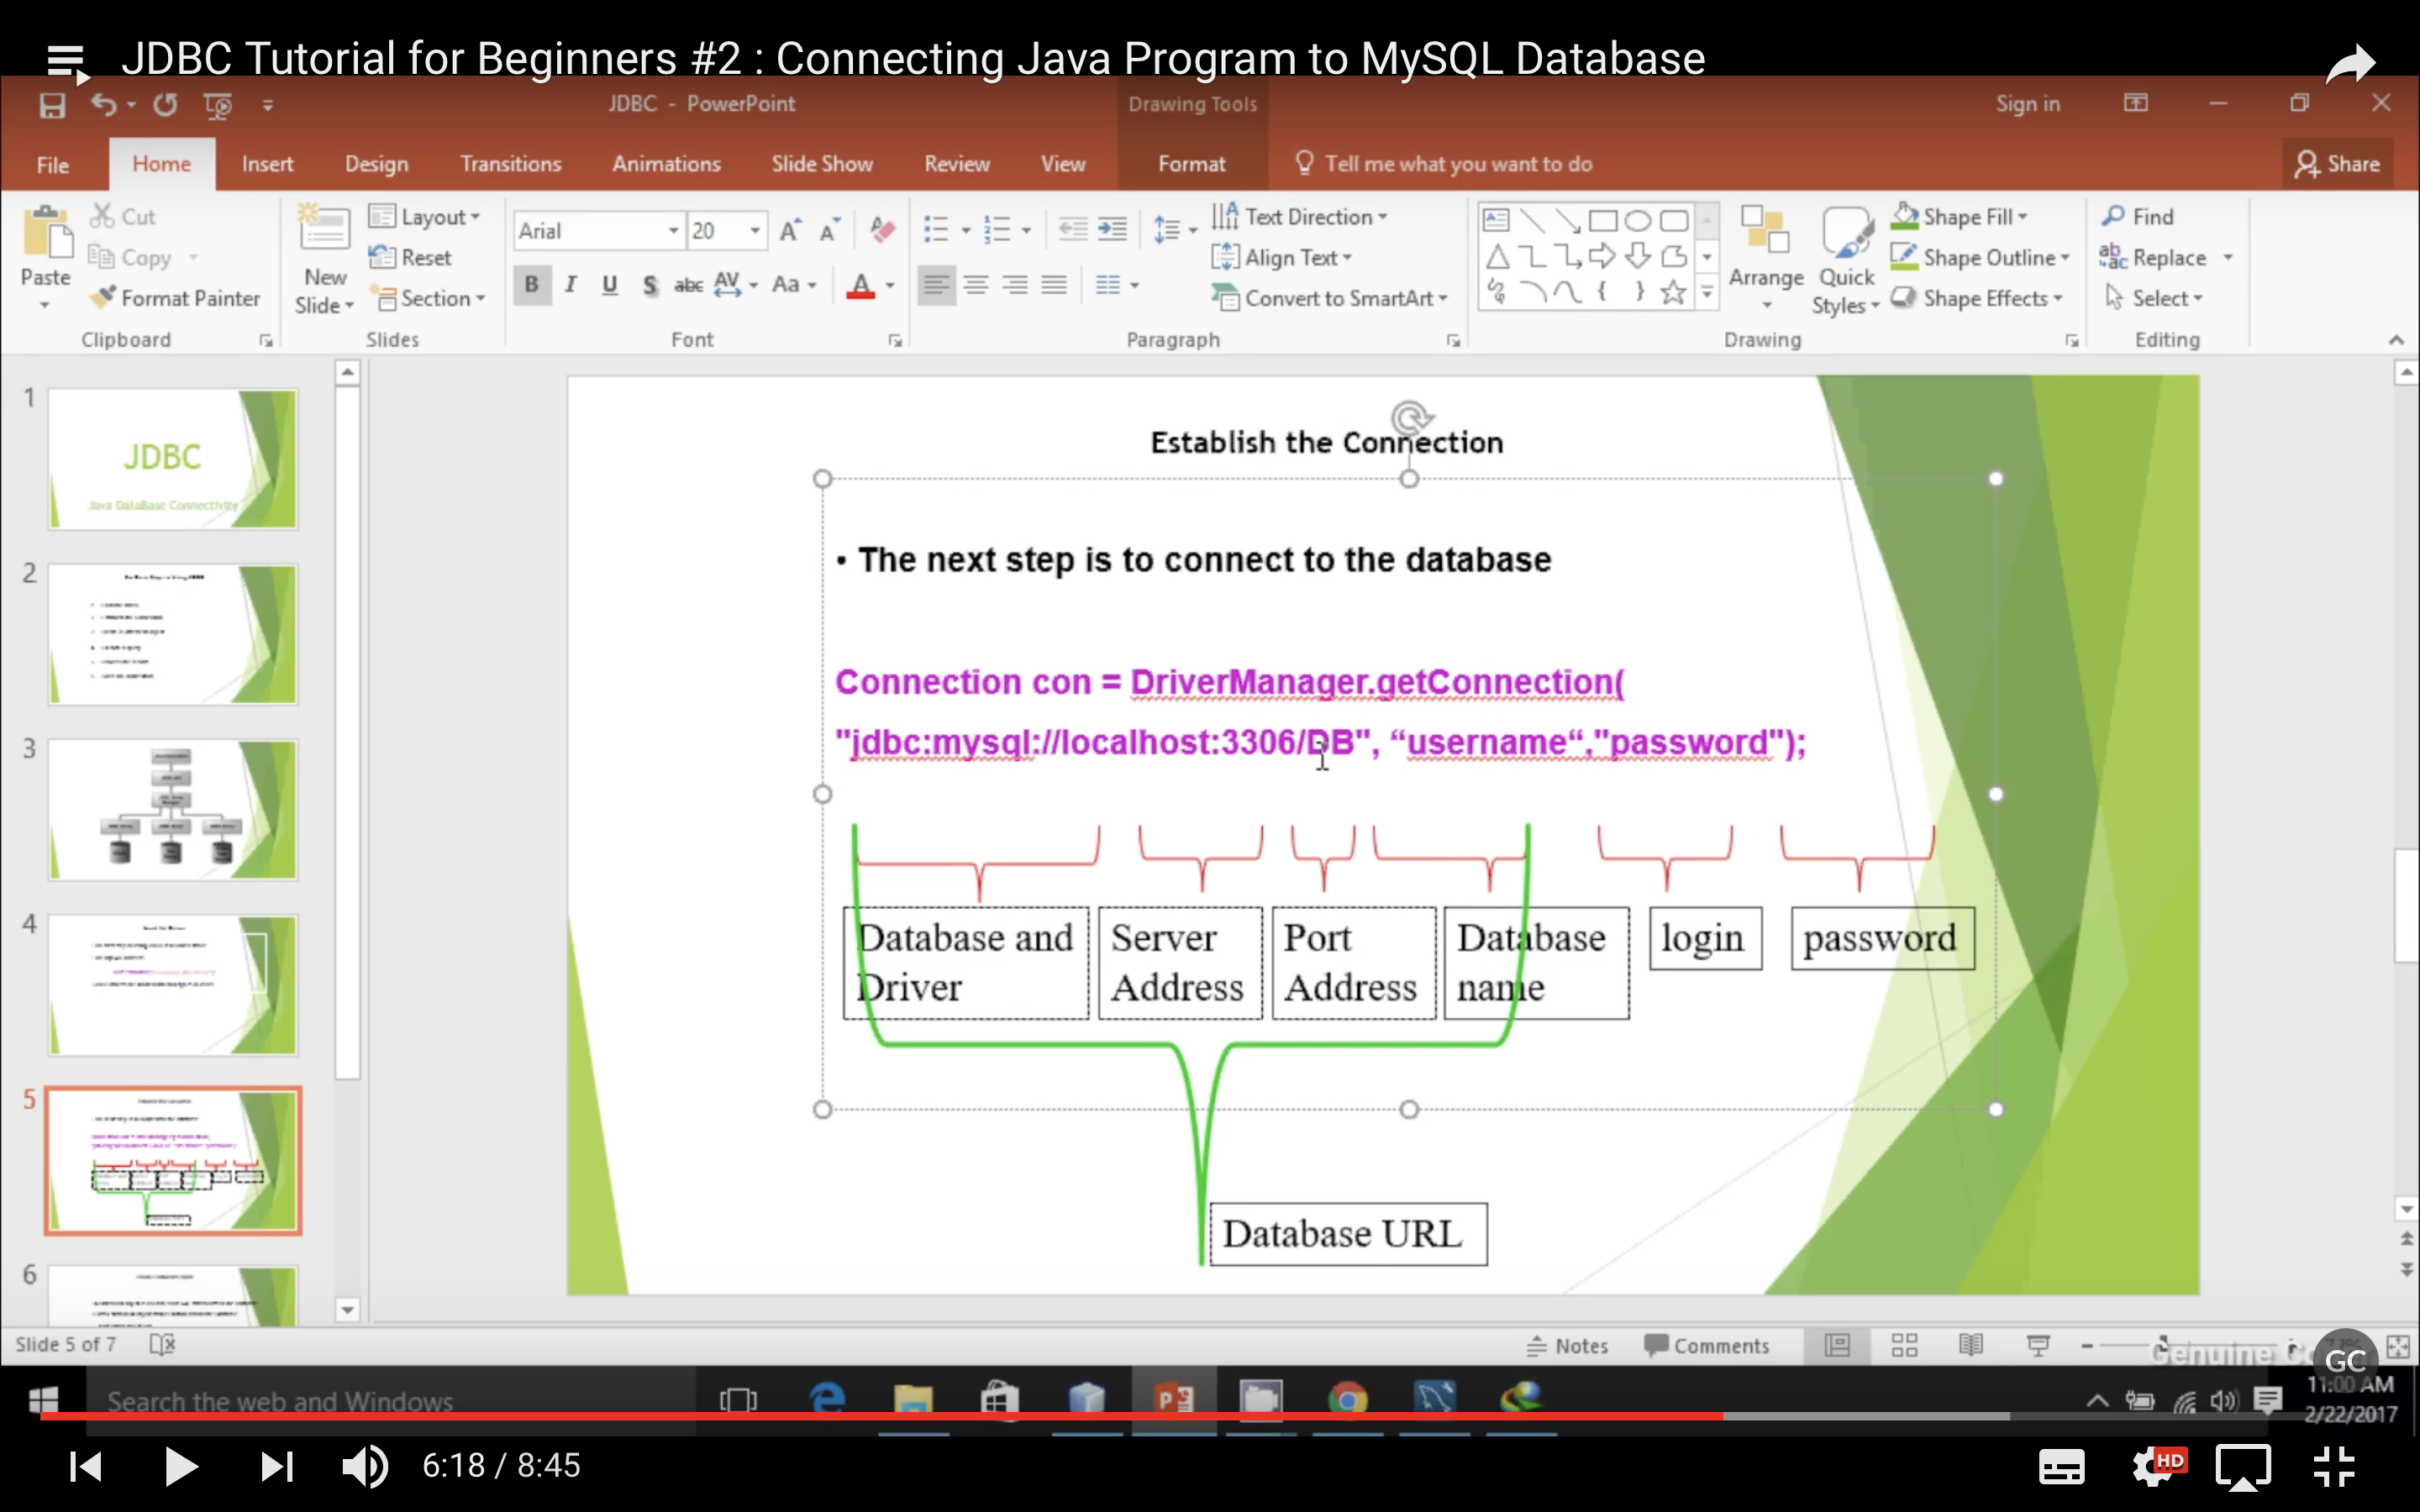 JDBC Tutorial for Beginners #2 : Connecting Java Program to MySQL Database
JDBC - PowerPoint
Drawing Tools
Sign in
File Home Insert Design Transitions Animations Slide Show Review View Format Tell me what you want to do Share
Paste
Cut
Copy
Format Painter
Clipboard
New
Slide
Layout
Reset
Section
Slides
Arial 20
B I U S abc AV Aa A
Font
Text Direction
Align Text
Convert to SmartArt
Paragraph
Arrange
Quick
Styles
Shape Fill
Shape Outline
Shape Effects
Drawing
Find
Replace
Select
Editing
1
JDBC
Java DataBase Connectivity
2
3
4
5
6
Establish the Connection
• The next step is to connect to the database
Connection con = DriverManager.getConnection(
"jdbc:mysql://localhost:3306/DB", “username“,"password");
Database and
Driver
Server
Address
Port
Address
Database
name
login
password
Database URL
Slide 5 of 7
Notes
Comments
Genuine
GC
Search the web and Windows
11:00 AM
2/22/2017
6:18 / 8:45
HD